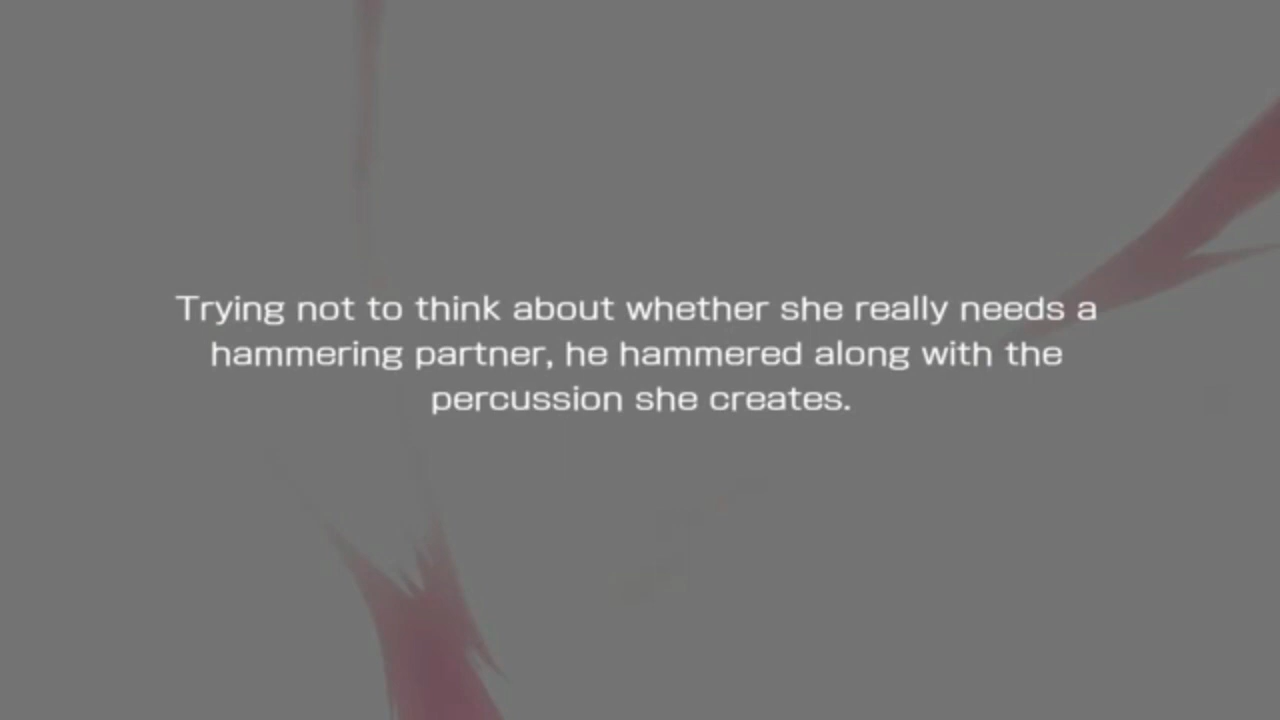 Trying not to think about whether she really needs a
hammering partner, he hammered along with the
percussion she creates.